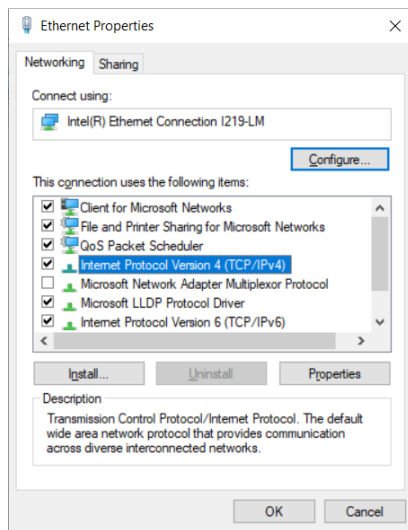 Ethernet Properties
Networking
Sharing
Connect using:
Intel(R) Ethernet Connection I219-LM
Configure...
This connection uses the following items:
Client for Microsoft Networks
File and Printer Sharing for Microsoft Networks
QoS Packet Scheduler
Internet Protocol Version 4 (TCP/IPv4)
Microsoft Network Adapter Multiplexor Protocol
Microsoft LLDP Protocol Driver
Internet Protocol Version 6 (TCP/IPv6)
Install...
Uninstall
Properties
Description
Transmission Control Protocol/Internet Protocol. The default
wide area network protocol that provides communication
across diverse interconnected networks.
OK
Cancel